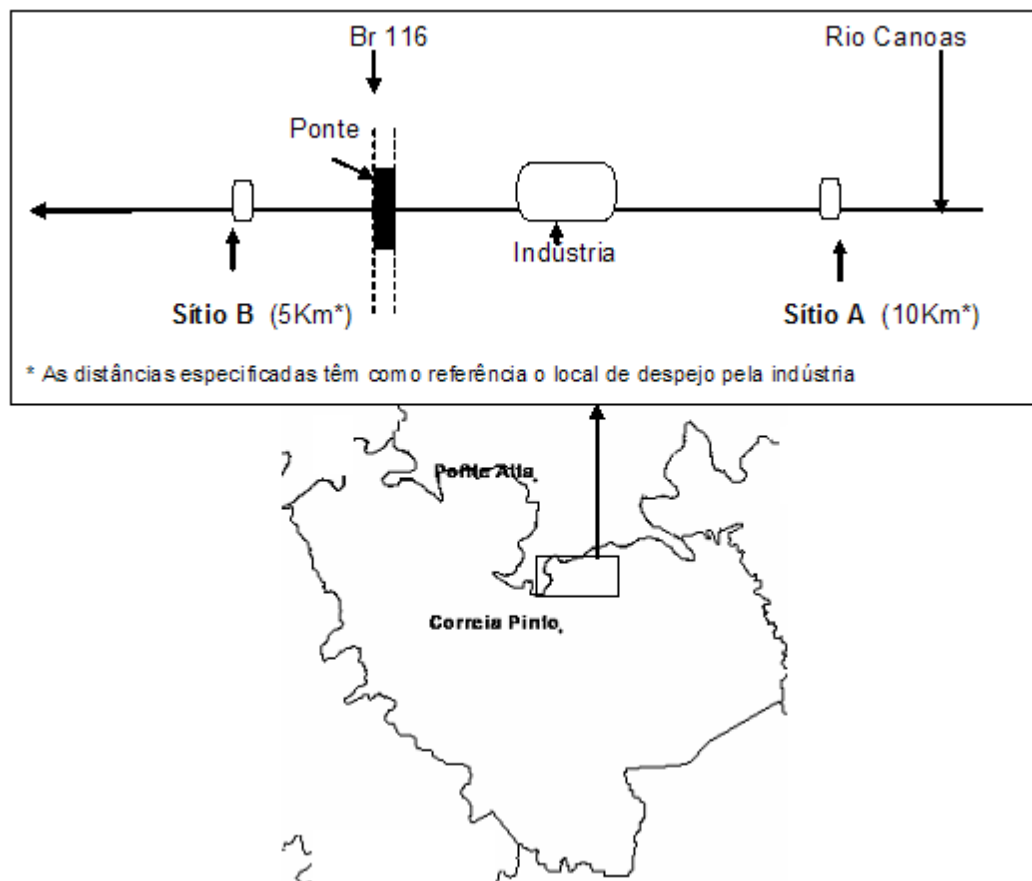 Br 116
Rio Canoas
Ponte
Indústria
Sítio B (5Km*)
Sítio A (10Km*)
* As distâncias especificadas têm como referência o local de despejo pela indústria
Ponte Alta
Correia Pinto